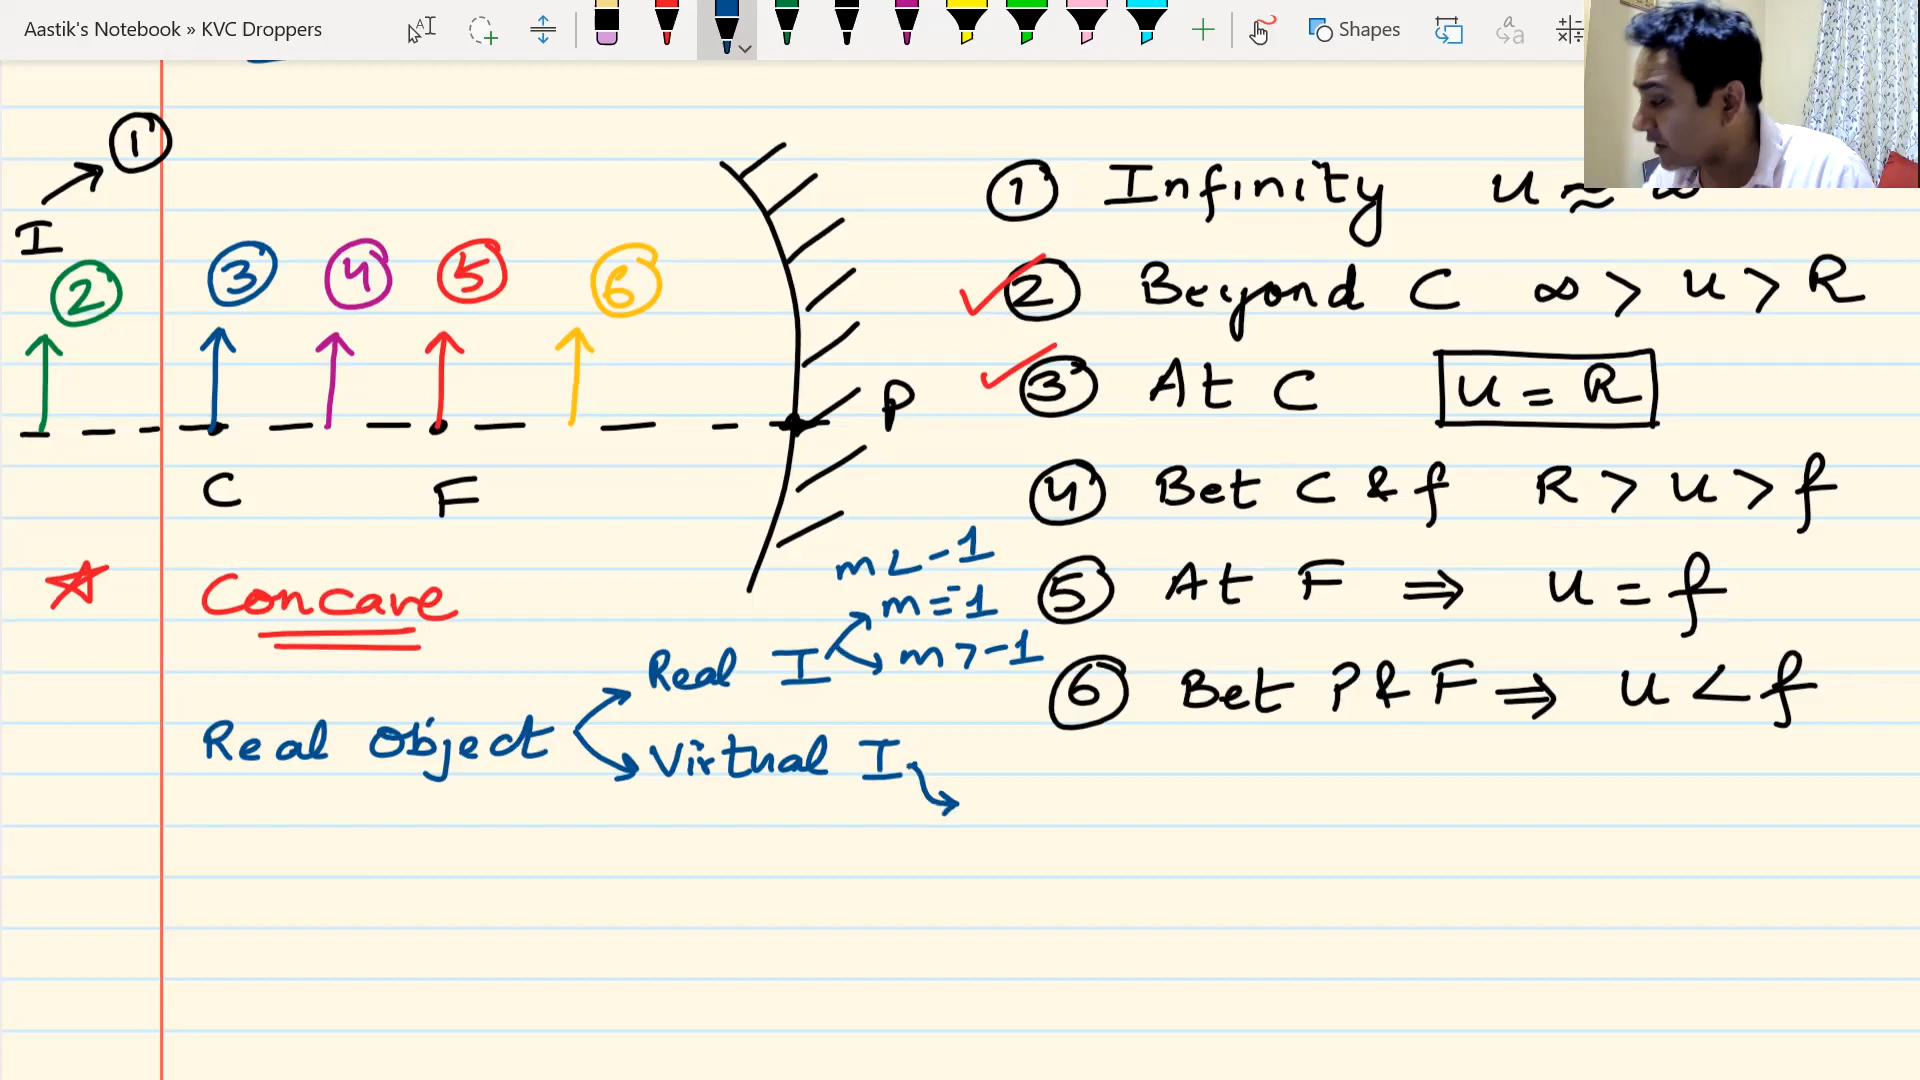 Aastik's Notebook » KVC Droppers
Shapes
1
I
2 3 4 5 6
P
C F
① Infinity u ≈ ∞
② Beyond C ∞ > u > R
③ At C u = R
④ Bet C & f R > u > f
⑤ At F ⇒ u = f
⑥ Bet P & F ⇒ u < f
Concave
m < -1
m = -1
m > -1
Real I
Real Object
Virtual I